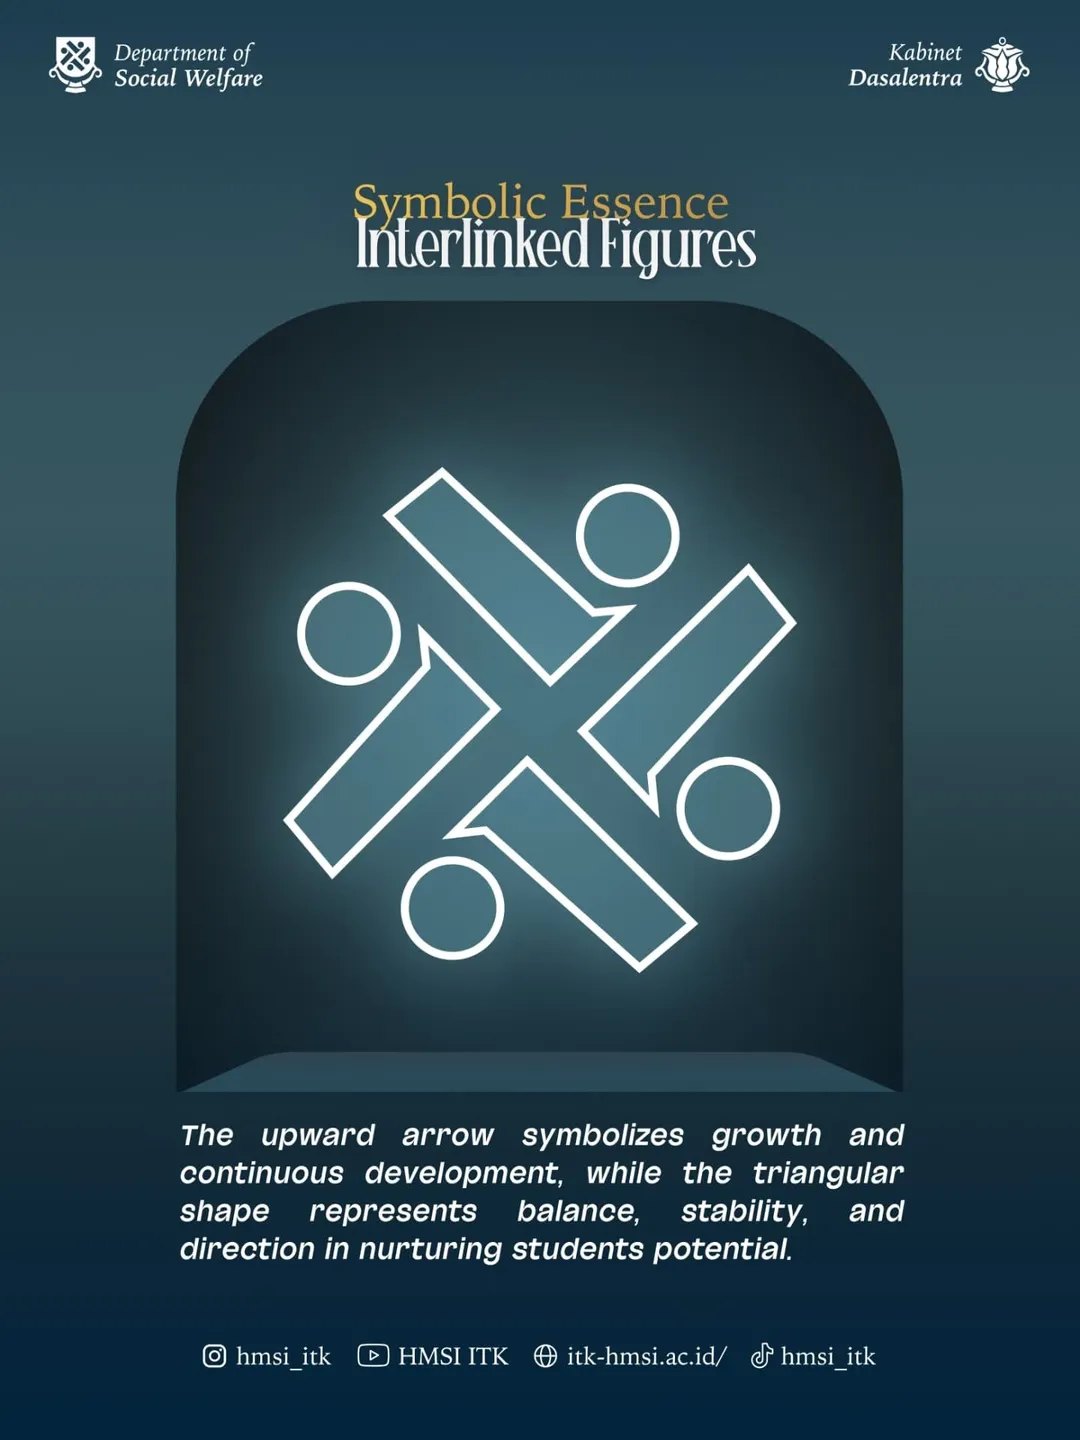 Department of
Social Welfare
Kabinet
Dasalentra
Symbolic Essence
Interlinked Figures
The upward arrow symbolizes growth and
continuous development, while the triangular
shape represents balance, stability, and
direction in nurturing students potential.
hmsi_itk HMSI ITK itk-hmsi.ac.id/ hmsi_itk